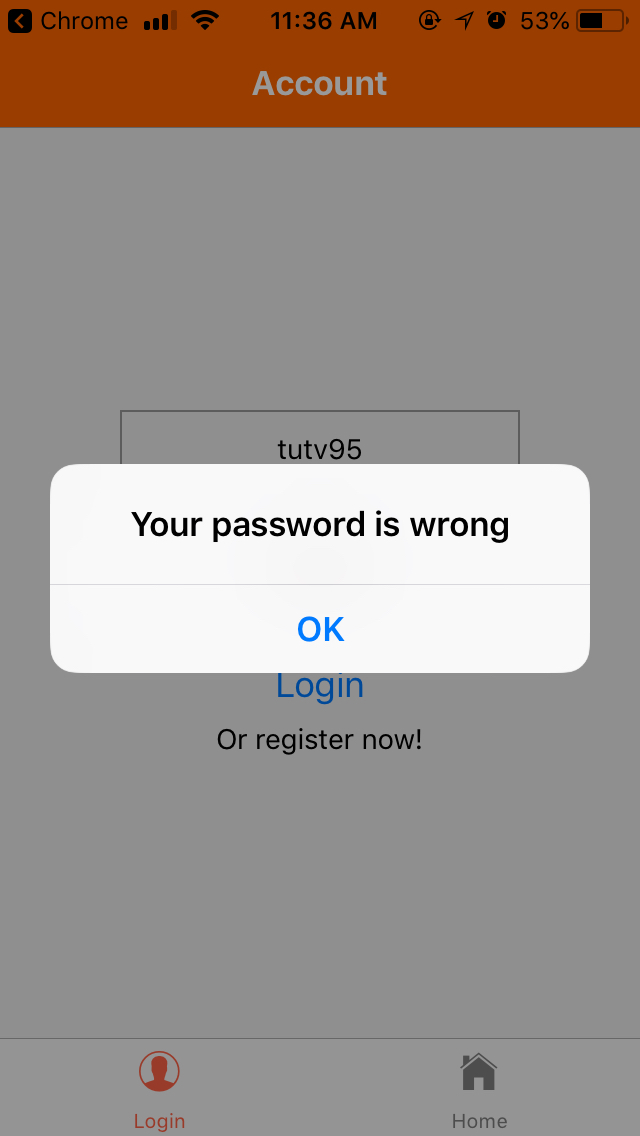 Chrome 11:36 AM 53%
Account
tutv95
Your password is wrong
OK
Login
Or register now!
Login Home